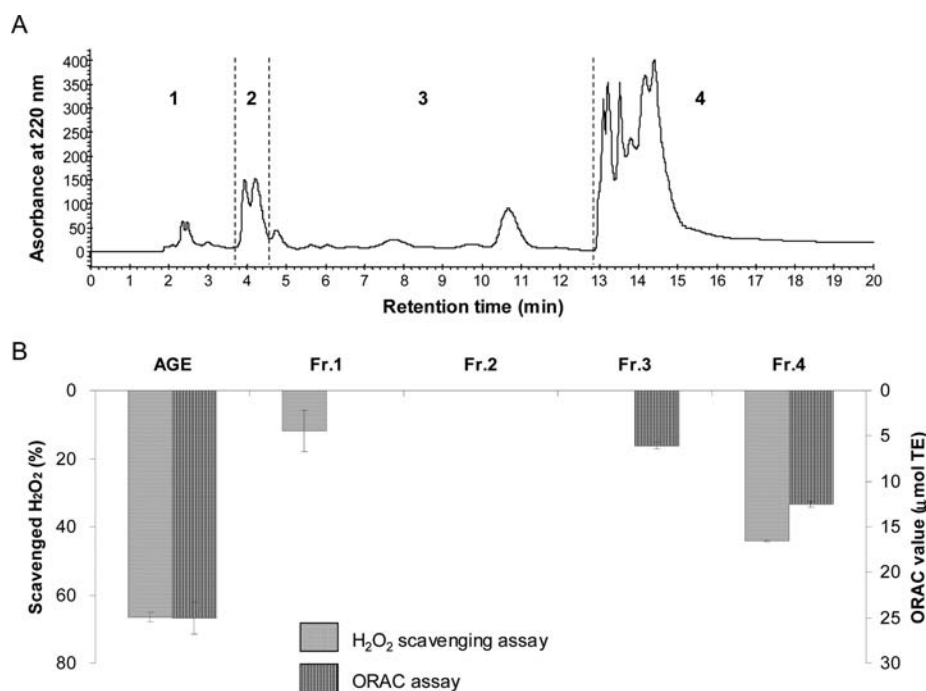 A
Asorbance at 220 nm
400
350
300
250
200
150
100
50
0
1 2 3 4
0 1 2 3 4 5 6 7 8 9 10 11 12 13 14 15 16 17 18 19 20
Retention time (min)
B
AGE Fr.1 Fr.2 Fr.3 Fr.4
Scavenged H₂O₂ (%)
0
20
40
60
80
0
5
10
15
20
25
30
ORAC value (μmol TE)
H₂O₂ scavenging assay
ORAC assay